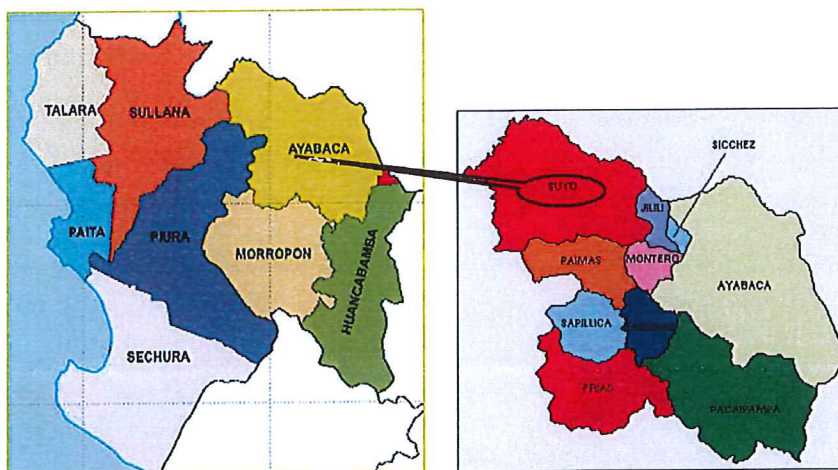 TALARA
SULLANA
AYABACA
PAITA
PIURA
MORROPON
HUANCABAMBA
SECHURA
SICCHEZ
SUYO
JILILI
PAIMAS
MONTERO
AYABACA
SAPILLICA
FRIAS
PACAIPAMPA